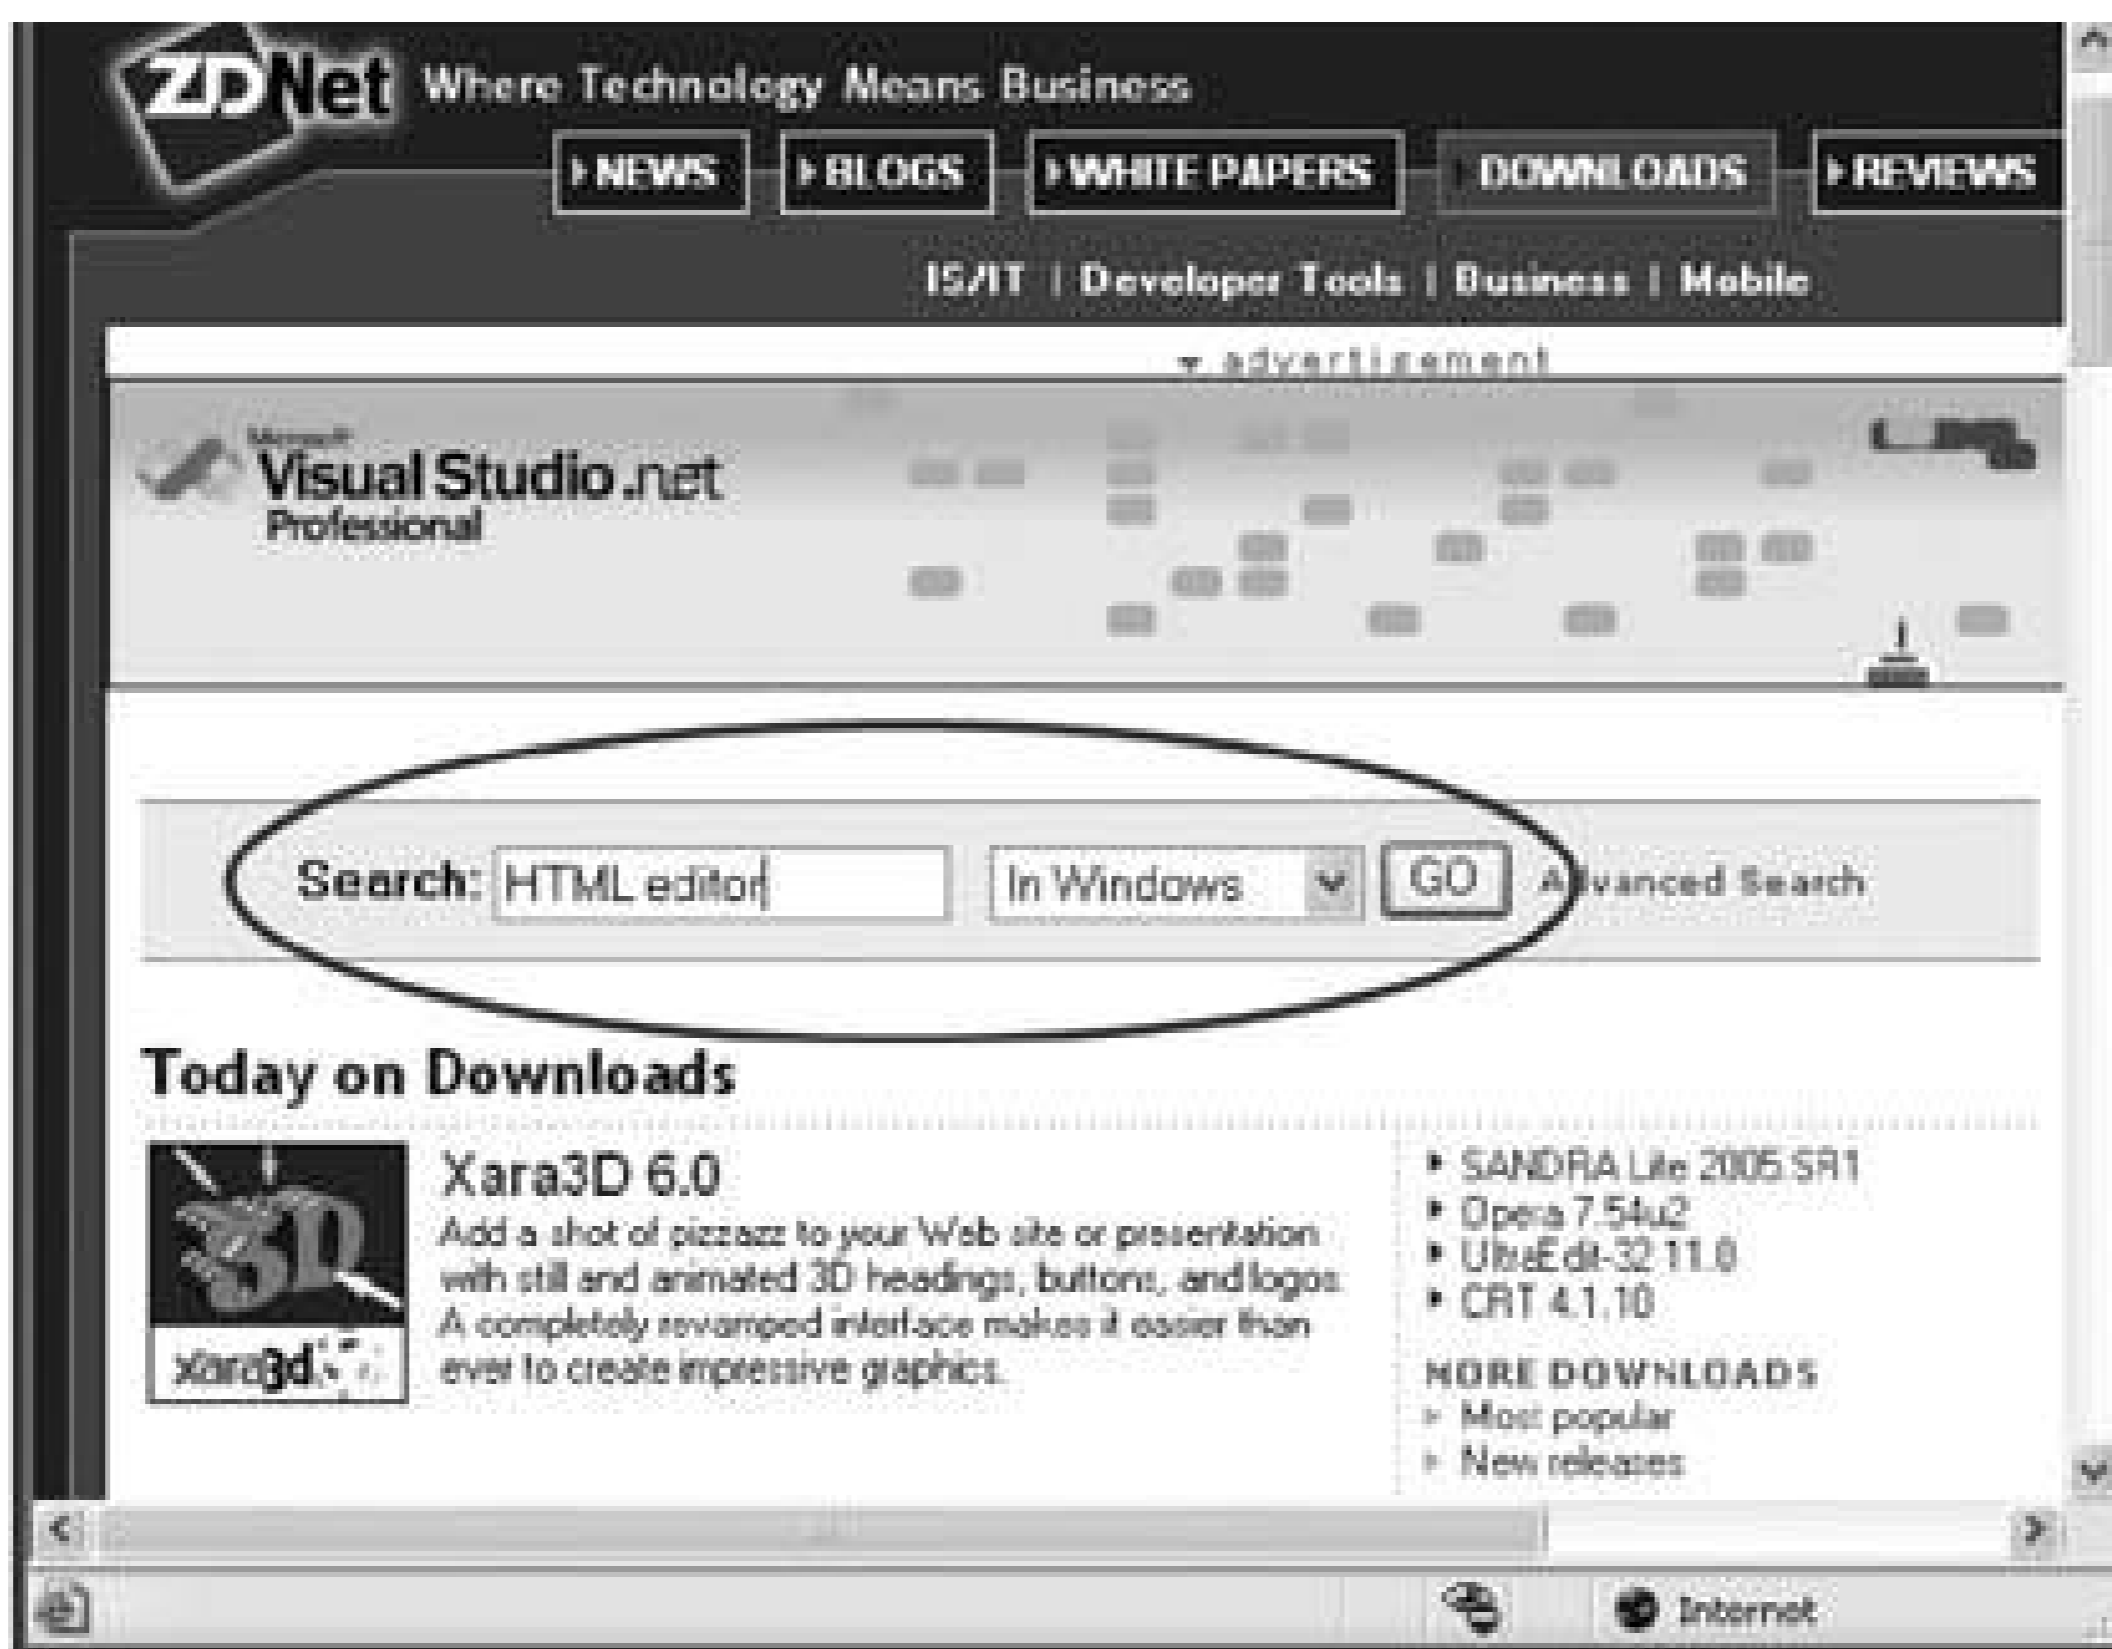 ZDNet Where Technology Means Business
NEWS BLOGS WHITE PAPERS DOWNLOADS REVIEWS
IS/IT | Developer Tools | Business | Mobile
advertisement
Microsoft
Visual Studio .net
Professional
Search: HTML editor In Windows GO Advanced Search
Today on Downloads
3D
xara3d
Xara3D 6.0
Add a shot of pizzazz to your Web site or presentation
with still and animated 3D headings, buttons, and logos.
A completely revamped interface makes it easier than
ever to create impressive graphics.
SANDRA Lite 2005.SR1
Opera 7.54u2
UltraEdit-32 11.0
CRT 4.1.10
MORE DOWNLOADS
Most popular
New releases
Internet